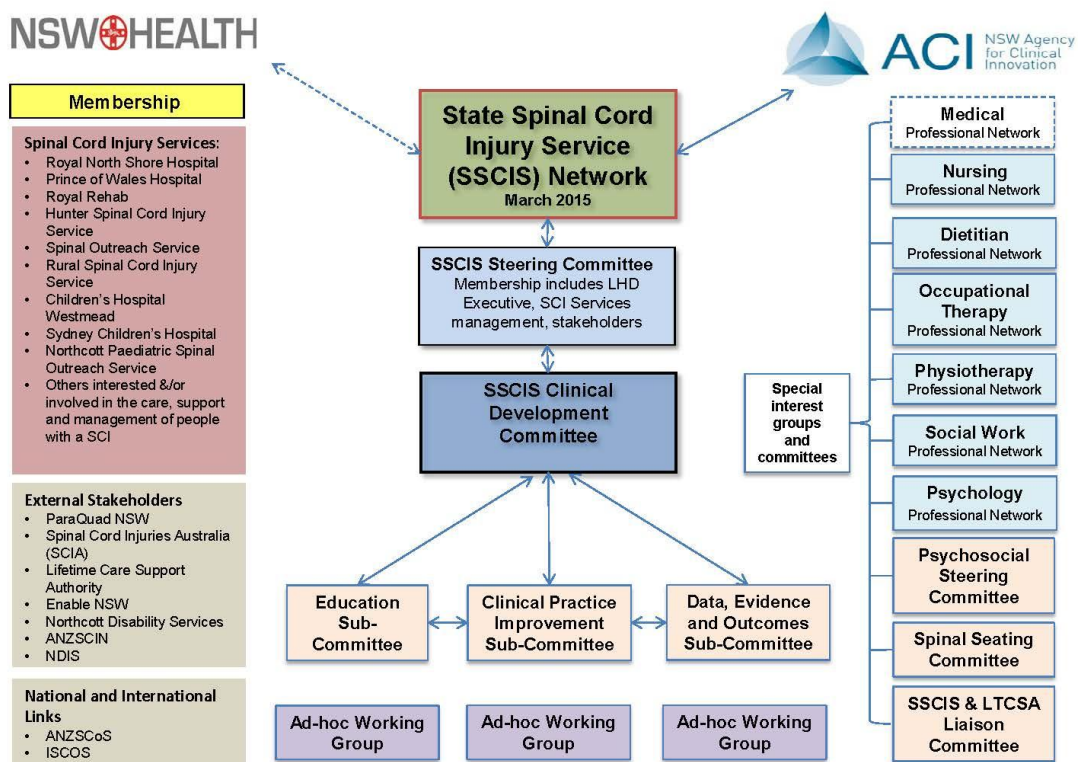 NSW HEALTH
ACI
NSW Agency
for Clinical
Innovation
Membership
Spinal Cord Injury Services:
• Royal North Shore Hospital
• Prince of Wales Hospital
• Royal Rehab
• Hunter Spinal Cord Injury
Service
• Spinal Outreach Service
• Rural Spinal Cord Injury
Service
• Children's Hospital
Westmead
• Sydney Children's Hospital
• Northcott Paediatric Spinal
Outreach Service
• Others interested &/or
involved in the care, support
and management of people
with a SCI
External Stakeholders
• ParaQuad NSW
• Spinal Cord Injuries Australia
(SCIA)
• Lifetime Care Support
Authority
• Enable NSW
• Northcott Disability Services
• ANZSCIN
• NDIS
National and International
Links
• ANZSCoS
• ISCOS
State Spinal Cord
Injury Service
(SSCIS) Network
March 2015
SSCIS Steering Committee
Membership includes LHD
Executive, SCI Services
management, stakeholders
SSCIS Clinical
Development
Committee
Education
Sub-
Committee
Clinical Practice
Improvement
Sub-Committee
Data, Evidence
and Outcomes
Sub-Committee
Ad-hoc Working
Group
Ad-hoc Working
Group
Ad-hoc Working
Group
Special
interest
groups
and
committees
Medical
Professional Network
Nursing
Professional Network
Dietitian
Professional Network
Occupational
Therapy
Professional Network
Physiotherapy
Professional Network
Social Work
Professional Network
Psychology
Professional Network
Psychosocial
Steering
Committee
Spinal Seating
Committee
SSCIS & LTCSA
Liaison
Committee